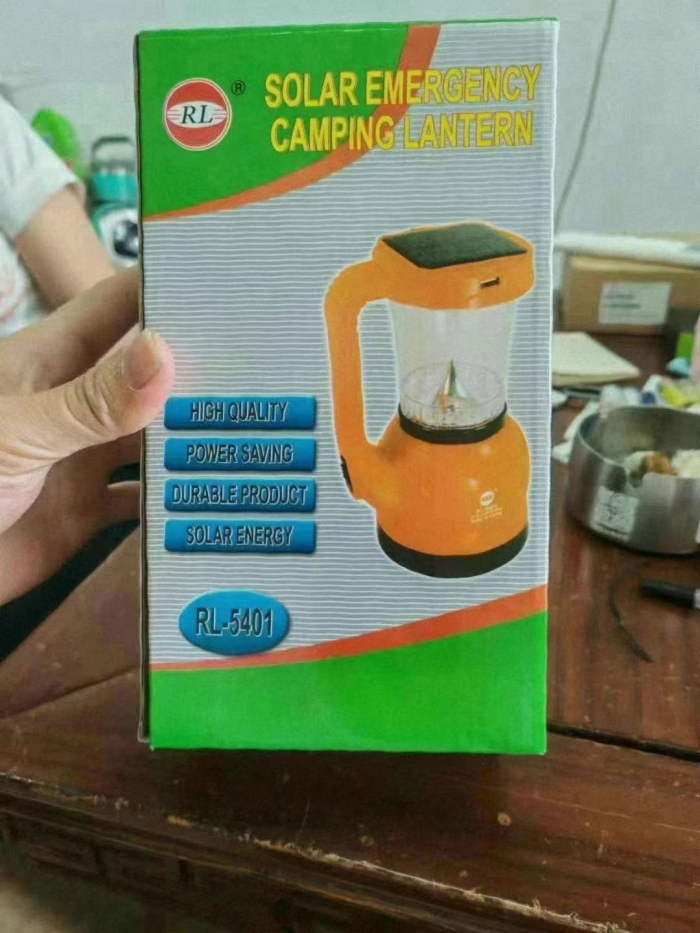 RL
®
SOLAR EMERGENCY
CAMPING LANTERN
HIGH QUALITY
POWER SAVING
DURABLE PRODUCT
SOLAR ENERGY
RL-5401